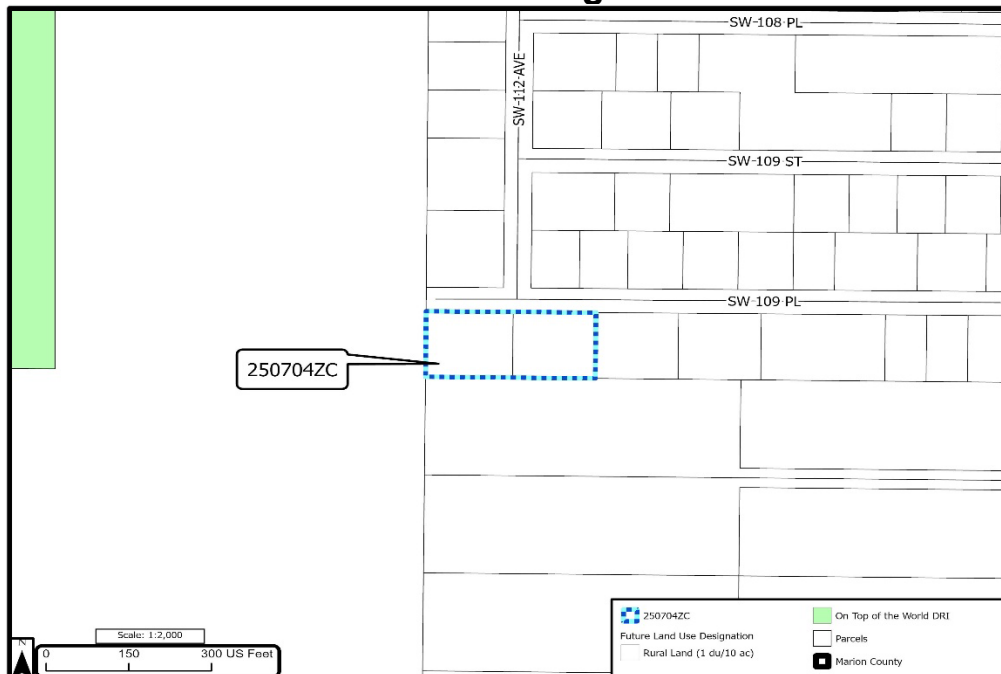 SW 108 PL
SW 112 AVE
SW 109 ST
SW 109 PL
250704ZC
Scale: 1:2,000
N
0 150 300 US Feet
250704ZC
Future Land Use Designation
Rural Land (1 du/10 ac)
On Top of the World DRI
Parcels
Marion County